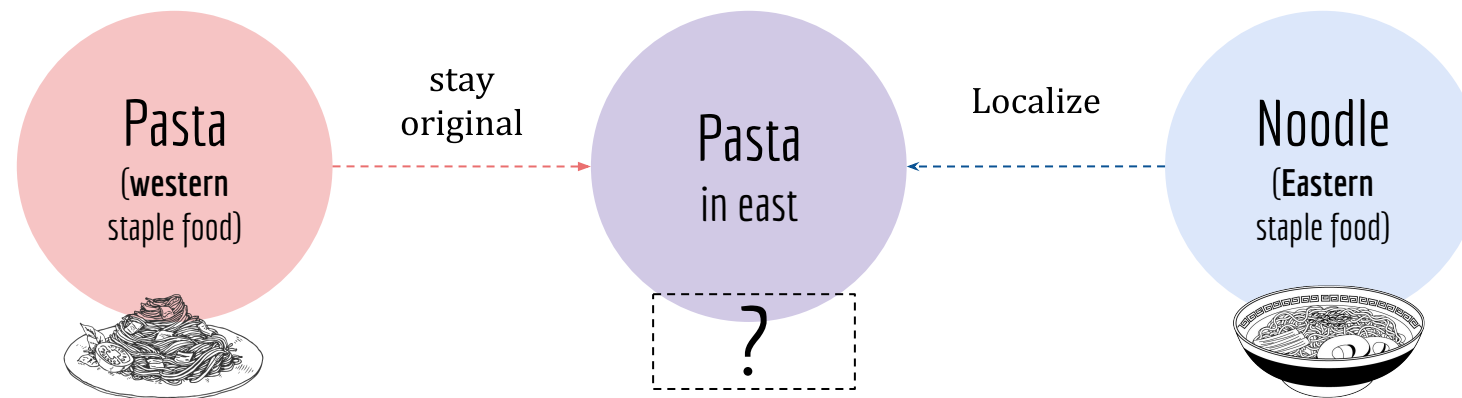 Pasta
(western
staple food)
stay
original
Pasta
in east
?
Localize
Noodle
(Eastern
staple food)